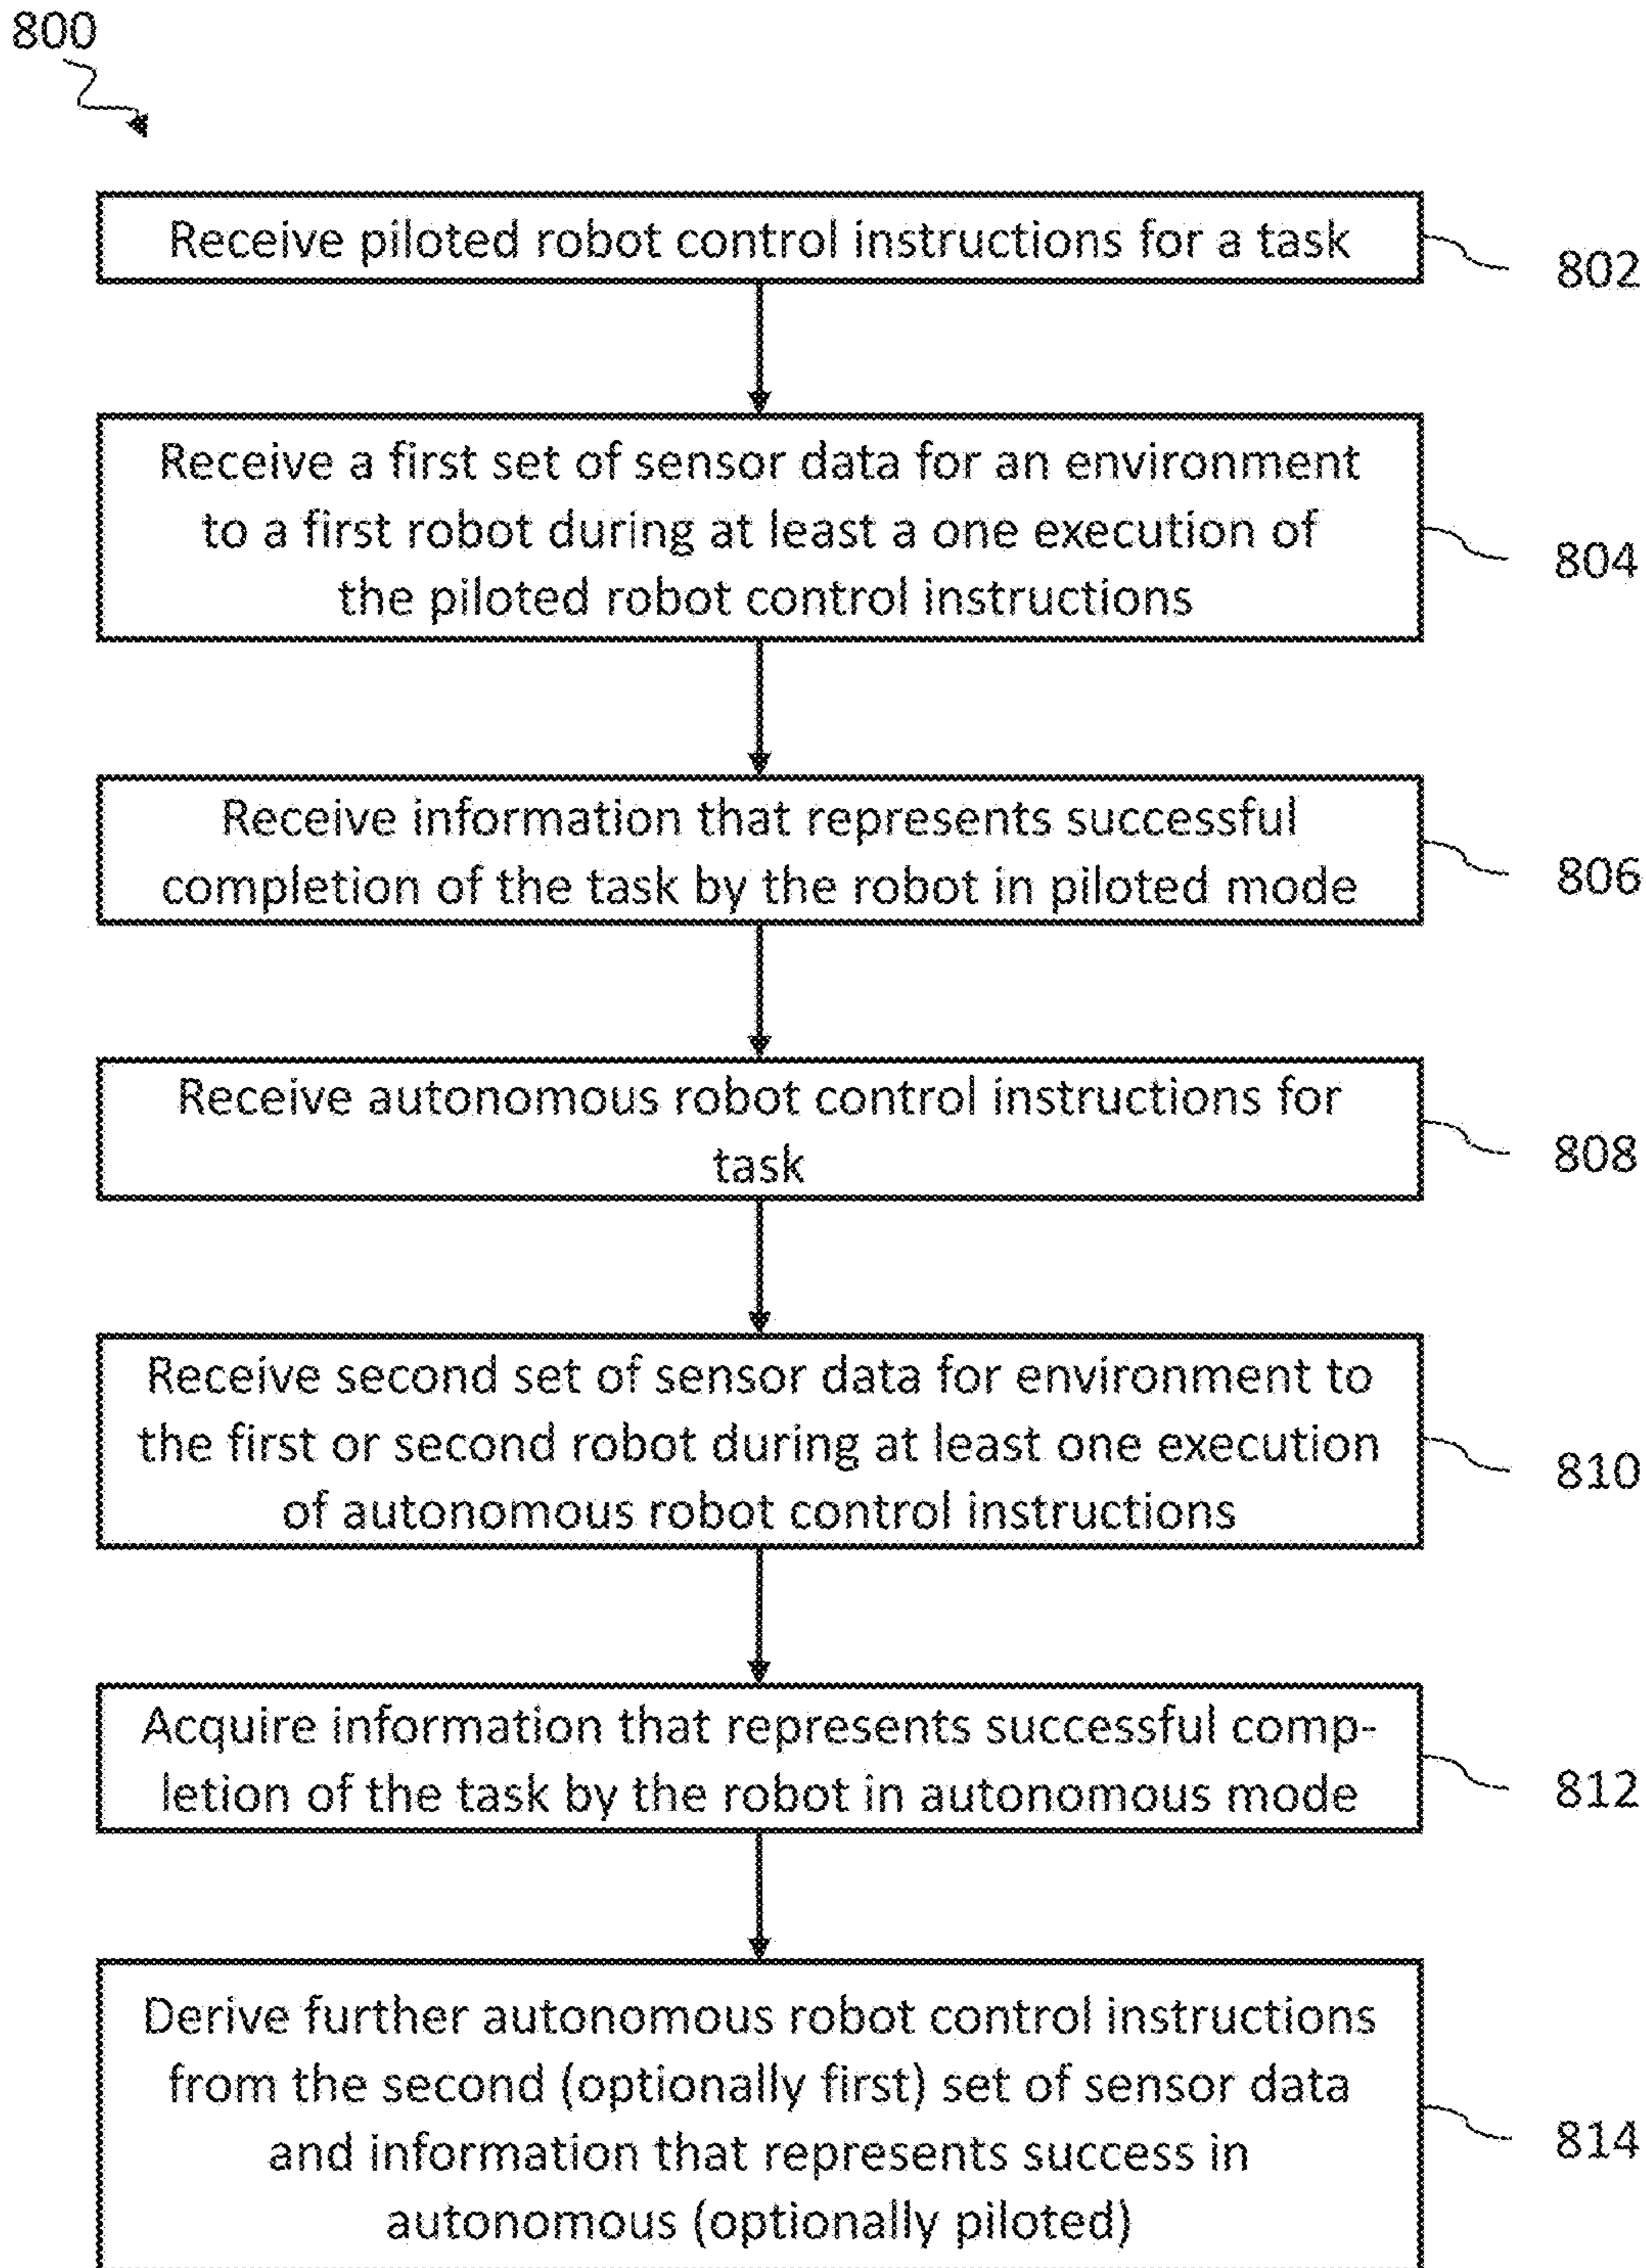 800
Receive piloted robot control instructions for a task
802
Receive a first set of sensor data for an environment
to a first robot during at least a one execution of
the piloted robot control instructions
804
Receive information that represents successful
completion of the task by the robot in piloted mode
806
Receive autonomous robot control instructions for
task
808
Receive second set of sensor data for environment to
the first or second robot during at least one execution
of autonomous robot control instructions
810
Acquire information that represents successful comp-
letion of the task by the robot in autonomous mode
812
Derive further autonomous robot control instructions
from the second (optionally first) set of sensor data
and information that represents success in
autonomous (optionally piloted)
814